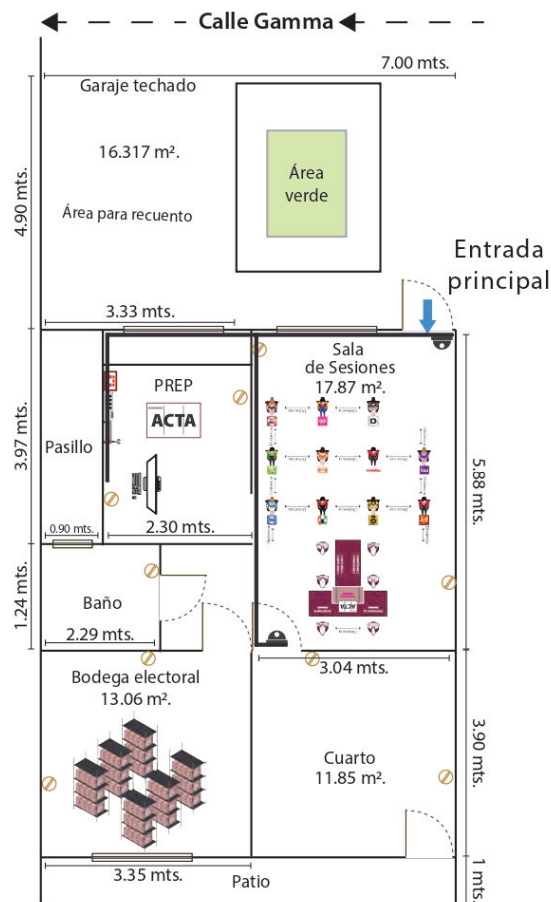 Calle Gamma
7.00 mts.
Garaje techado
16.317 m².
Área para recuento
4.90 mts.
Área
verde
Entrada
principal
3.33 mts.
Sala
de Sesiones
17.87 m².
PREP
ACTA
Pasillo
3.97 mts.
5.88 mts.
0.90 mts.
2.30 mts.
Baño
1.24 mts.
2.29 mts.
ACTA
3.04 mts.
Bodega electoral
13.06 m².
Cuarto
11.85 m².
3.90 mts.
3.35 mts.
Patio
1 mts.